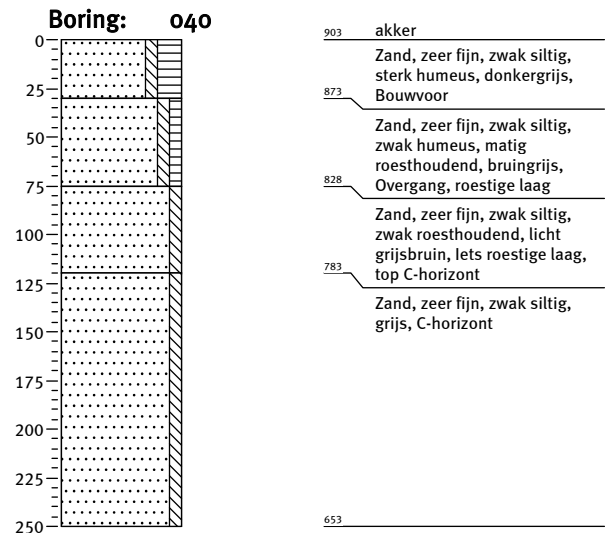 Boring: 040
0
25
50
75
100
125
150
175
200
225
250
903 akker
Zand, zeer fijn, zwak siltig,
sterk humeus, donkergrijs,
Bouwvoor
873
Zand, zeer fijn, zwak siltig,
zwak humeus, matig
roesthoudend, bruingrijs,
Overgang, roestige laag
828
Zand, zeer fijn, zwak siltig,
zwak roesthoudend, licht
grijsbruin, Iets roestige laag,
top C-horizont
783
Zand, zeer fijn, zwak siltig,
grijs, C-horizont
653